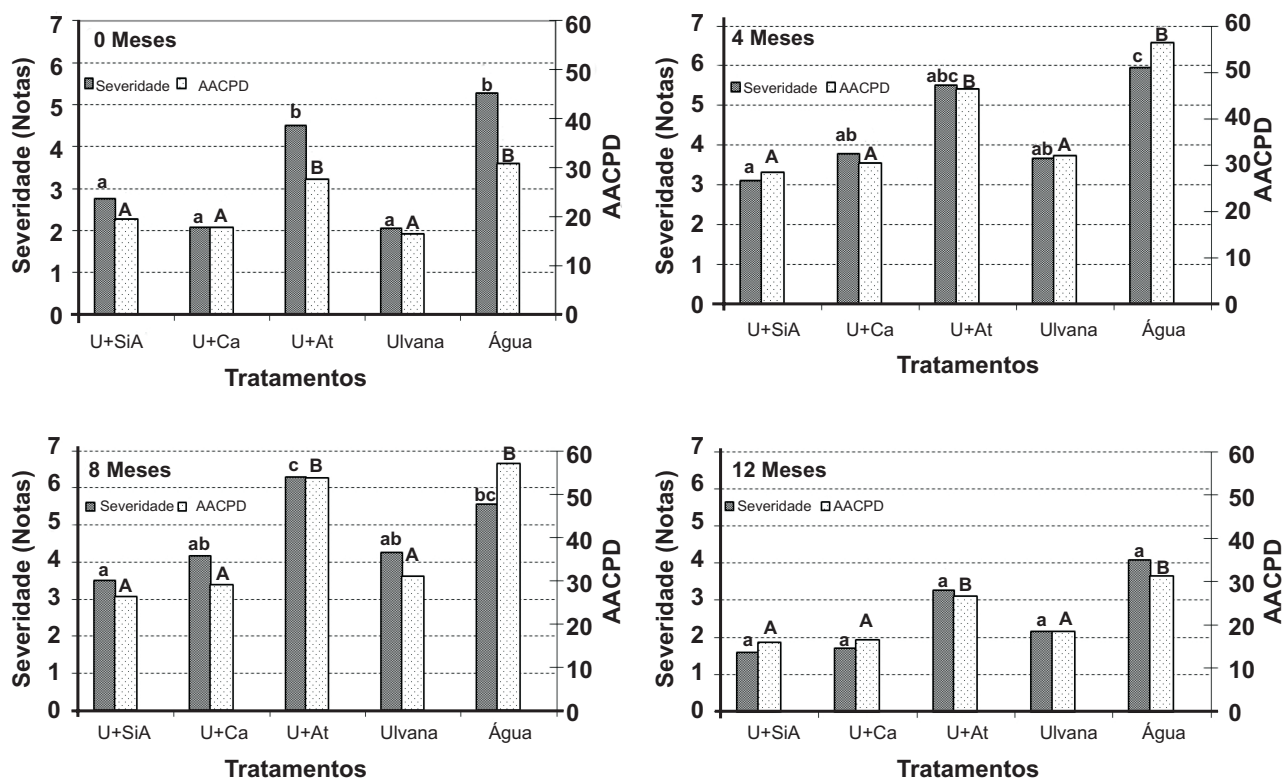 0 Meses
Severidade AACPD
Severidade (Notas)
7
6
5
4
3
2
1
0
a A
a A
b B
a A
b B
60
50
40
30
20
10
0
AACPD
U+SiA U+Ca U+At Ulvana Água
Tratamentos
4 Meses
Severidade AACPD
Severidade (Notas)
7
6
5
4
3
2
1
0
a A
ab A
abc B
ab A
c B
60
50
40
30
20
10
0
AACPD
U+SiA U+Ca U+At Ulvana Água
Tratamentos
8 Meses
Severidade AACPD
Severidade (Notas)
7
6
5
4
3
2
1
0
a A
ab A
c B
ab A
bc B
60
50
40
30
20
10
0
AACPD
U+SiA U+Ca U+At Ulvana Água
Tratamentos
12 Meses
Severidade AACPD
Severidade (Notas)
7
6
5
4
3
2
1
0
a A
a A
a B
a A
a B
60
50
40
30
20
10
0
AACPD
U+SiA U+Ca U+At Ulvana Água
Tratamentos